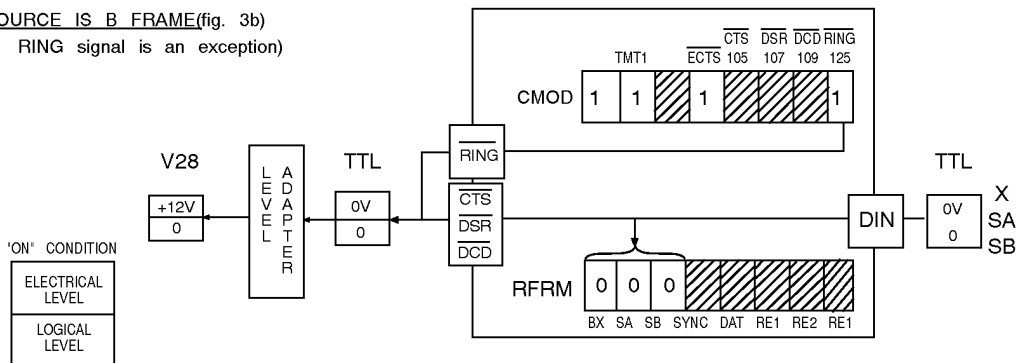 OURCE IS B FRAME(fig. 3b)
RING signal is an exception)
CTS DSR DCD RING
TMT1 ECTS 105 107 109 125
CMOD 1 1 1 1
RING
V28 TTL TTL
LEVEL ADAPTER
CTS
DSR
DCD
+12V
0
0V
0
DIN
0V
0
X
SA
SB
"ON" CONDITION
ELECTRICAL
LEVEL
LOGICAL
LEVEL
RFRM 0 0 0
BX SA SB SYNC DAT RE1 RE2 RE1